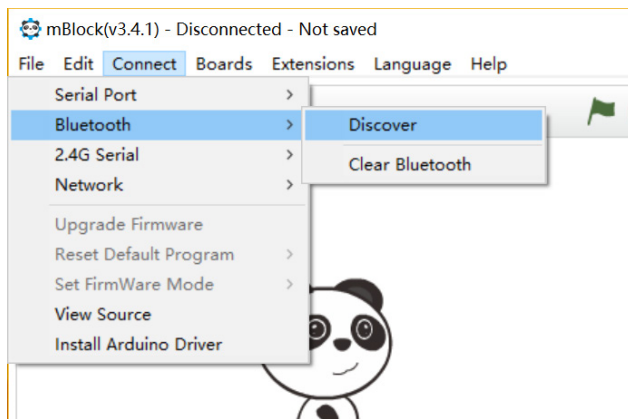 mBlock(v3.4.1) - Disconnected - Not saved
File Edit Connect Boards Extensions Language Help
Serial Port
Bluetooth
Discover
2.4G Serial
Clear Bluetooth
Network
Upgrade Firmware
Reset Default Program
Set FirmWare Mode
View Source
Install Arduino Driver